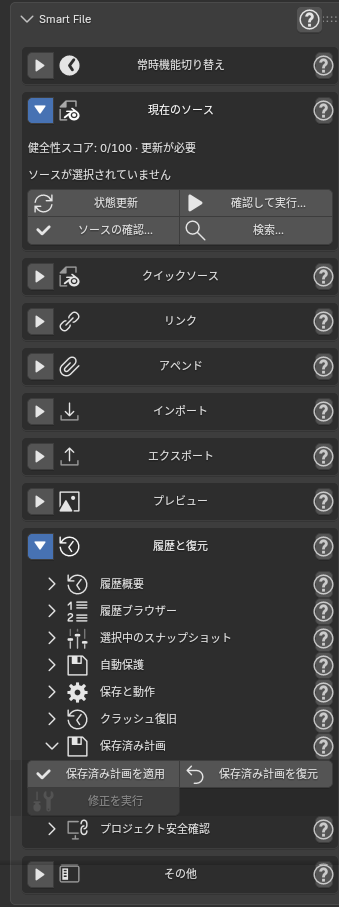 Smart File
常時機能切り替え
現在のソース
健全性スコア: 0/100 · 更新が必要
ソースが選択されていません
状態更新
確認して実行...
ソースの確認...
検索...
クイックソース
リンク
アペンド
インポート
エクスポート
プレビュー
履歴と復元
履歴概要
履歴ブラウザー
選択中のスナップショット
自動保護
保存と動作
クラッシュ復旧
保存済み計画
保存済み計画を適用
保存済み計画を復元
修正を実行
プロジェクト安全確認
その他